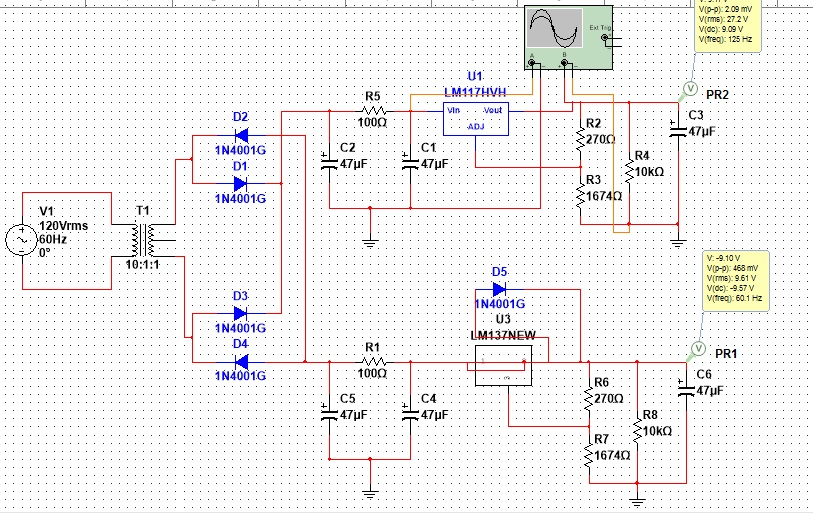 V(p-p): 2.09 mV
V(rms): 27.2 V
V(dc): 9.09 V
V(freq): 125 Hz
Ext Trig
A
B
PR2
U1
LM117HVH
Vin
Vout
ADJ
R5
100Ω
D2
1N4001G
D1
1N4001G
C2
47µF
C1
47µF
R2
270Ω
R3
1674Ω
R4
10kΩ
C3
47µF
V1
120Vrms
60Hz
0°
T1
10:1:1
V: -9.10 V
V(p-p): 468 mV
V(rms): 9.61 V
V(dc): -9.57 V
V(freq): 60.1 Hz
V
V
PR1
D3
1N4001G
D4
1N4001G
D5
1N4001G
U3
LM137NEW
R1
100Ω
C5
47µF
C4
47µF
R6
270Ω
R7
1674Ω
R8
10kΩ
C6
47µF